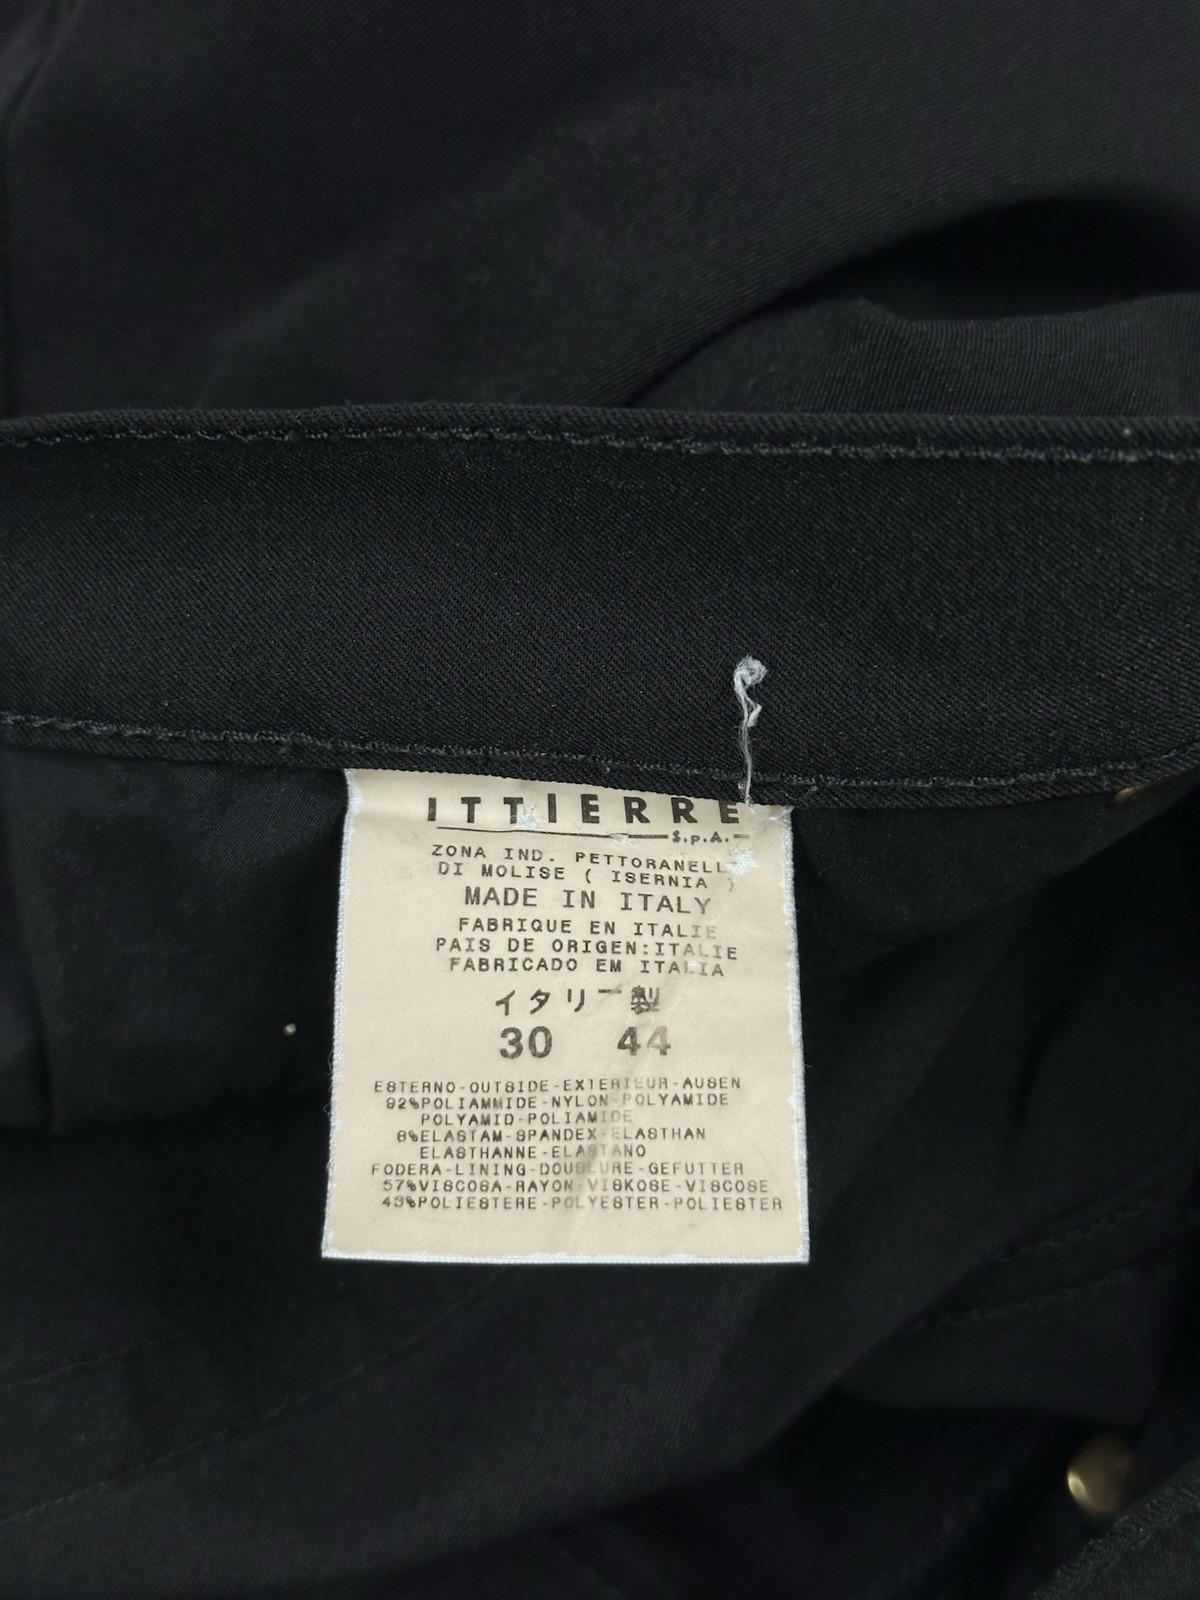 ITTIERRE
S.p.A.
ZONA IND. PETTORANELL
DI MOLISE ( ISERNIA )
MADE IN ITALY
FABRIQUE EN ITALIE
PAIS DE ORIGEN:ITALIE
FABRICADO EM ITALIA
イタリー製
30 44
ESTERNO-OUTSIDE-EXTERIEUR-AUSEN
92%POLIAMMIDE-NYLON-POLYAMIDE
POLYAMID-POLIAMIDE
8%ELASTAM-SPANDEX-ELASTHAN
ELASTHANNE-ELASTANO
FODERA-LINING-DOUBLURE-GEFUTTER
57%VISCOSA-RAYON-VISKOSE-VISCOSE
43%POLIESTERE-POLYESTER-POLIESTER